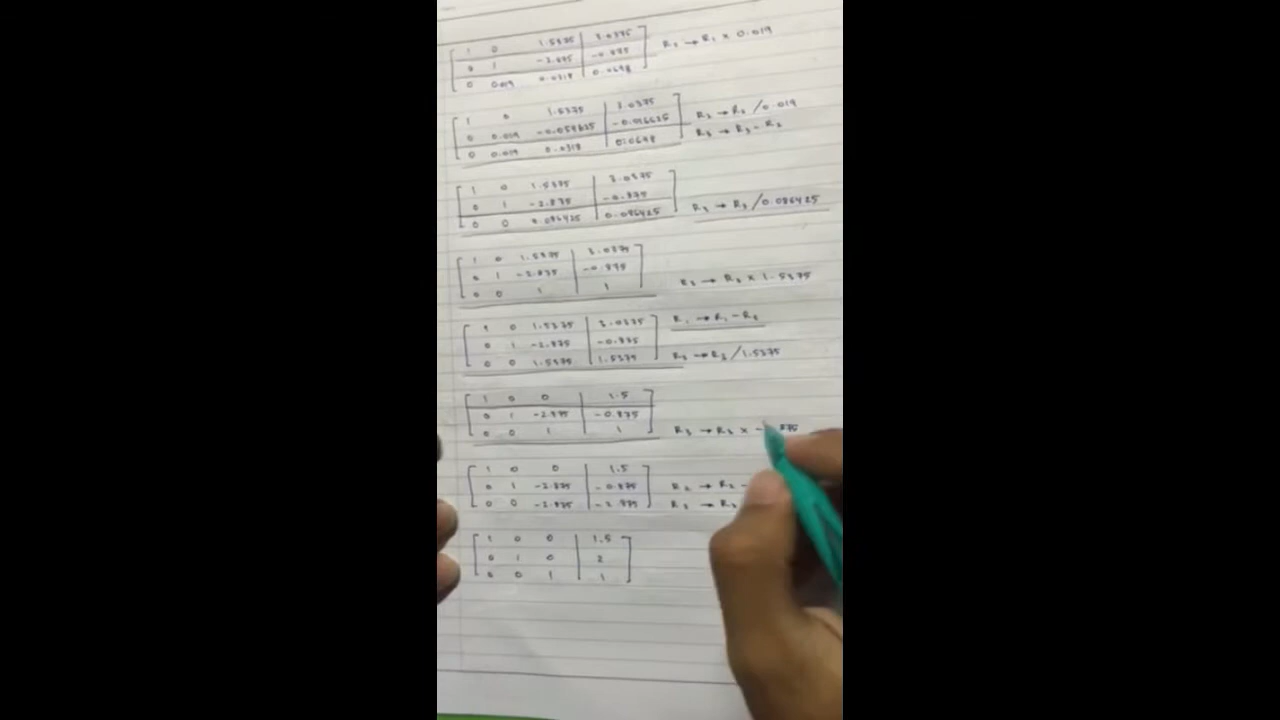 1 0 1.5375 3.0375 R2 → R2 × 0.019
0 1 -2.875 -0.875
0 0.019 0.0318 0.0698
1 0 1.5375 3.0375 R2 → R2 /0.019
0 0.019 -0.054625 -0.016625 R3 → R3 - R2
0 0.019 0.0318 0.0698
1 0 1.5375 3.0375
0 1 -2.875 -0.875 R3 → R3 /0.086425
0 0 0.086425 0.086425
1 0 1.5375 3.0375
0 1 -2.875 -0.875 R3 → R3 × 1.5375
0 0 1 1
1 0 1.5375 3.0375 R1 → R1 - R3
0 1 -2.875 -0.875
0 0 1.5375 1.5375 R3 → R3 /1.5375
1 0 0 1.5
0 1 -2.875 -0.875
0 0 1 1 R3 → R3 × -
1 0 0 1.5
0 1 -2.875 -0.875 R2 → R2 -
0 0 -2.875 -2.875 R3 → R3
1 0 0 1.5
0 1 0 2
0 0 1 1